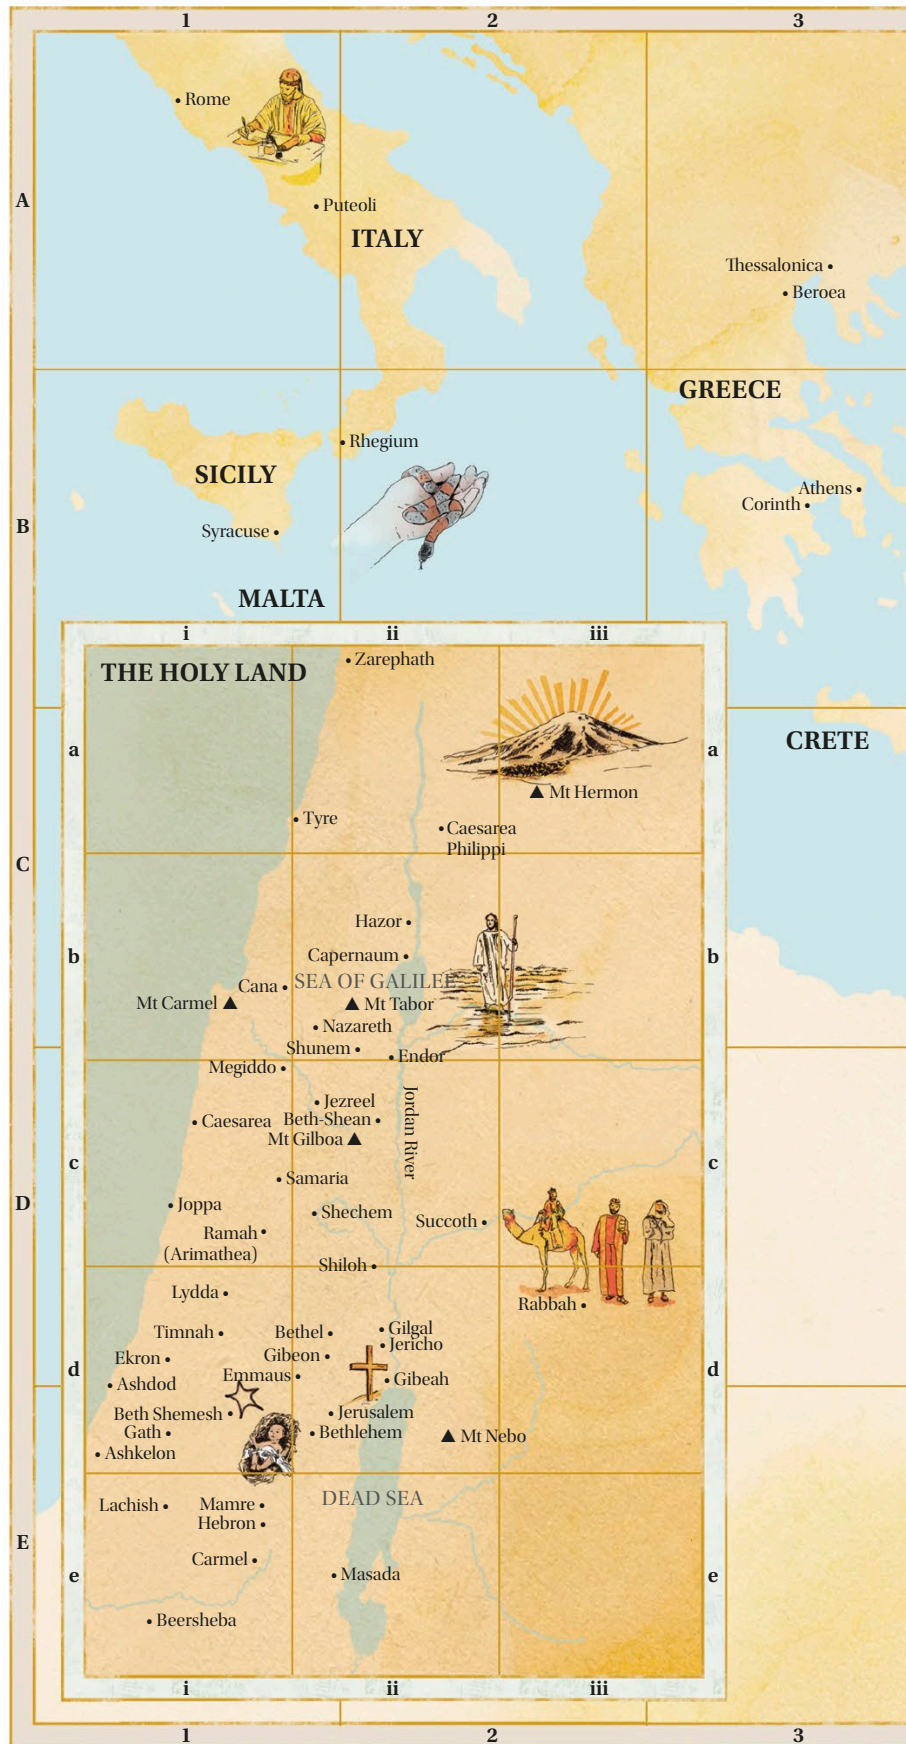 1 2 3
Rome
A
Puteoli
ITALY
Thessalonica
Beroea
GREECE
Rhegium
SICILY
Athens
Corinth
B
Syracuse
MALTA
i ii iii
Zarephath
THE HOLY LAND
CRETE
a a
Mt Hermon
Tyre
Caesarea
Philippi
C
Hazor
b b
Capernaum
SEA OF GALILEE
Cana
Mt Carmel
Mt Tabor
Nazareth
Shunem
Endor
Megiddo
Jezreel
Jordan River
Caesarea
Beth-Shean
Mt Gilboa
c c
Samaria
D
Joppa
Shechem
Succoth
Ramah
(Arimathea)
Shiloh
Lydda
Rabbah
Timnah
Bethel
Gilgal
Jericho
Ekron
Gibeon
d d
Emmaus
Gibeah
Ashdod
Beth Shemesh
Jerusalem
Gath
Bethlehem
Mt Nebo
Ashkelon
Lachish
Mamre
DEAD SEA
Hebron
E
Carmel
e e
Masada
Beersheba
i ii iii
1 2 3